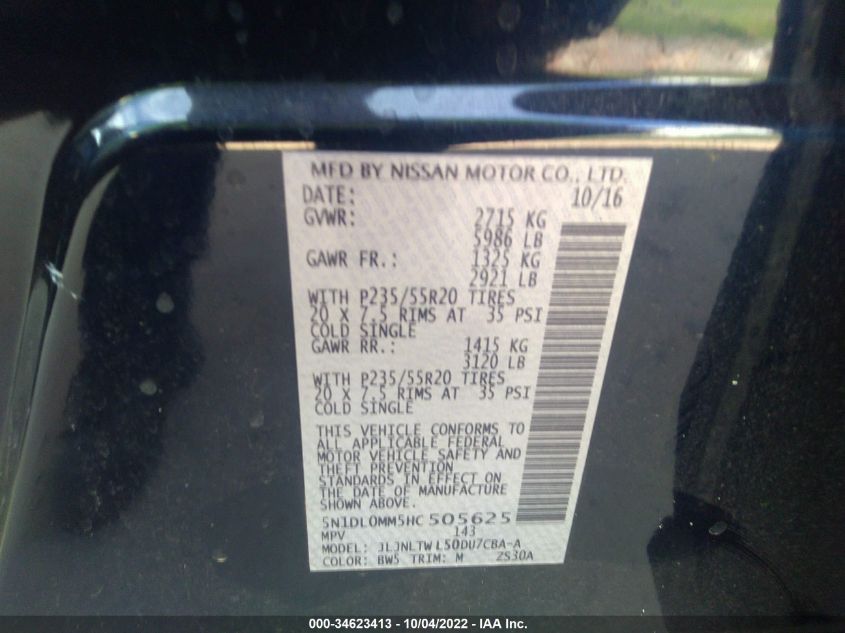 MFD BY NISSAN MOTOR CO., LTD.
DATE: 10/16
GVWR: 2715 KG
5986 LB
GAWR FR.: 1325 KG
2921 LB
WITH P235/55R20 TIRES
20 X 7.5 RIMS AT 35 PSI
COLD SINGLE
GAWR RR.: 1415 KG
3120 LB
WITH P235/55R20 TIRES
20 X 7.5 RIMS AT 35 PSI
COLD SINGLE
THIS VEHICLE CONFORMS TO
ALL APPLICABLE FEDERAL
MOTOR VEHICLE SAFETY AND
THEFT PREVENTION
STANDARDS IN EFFECT ON
THE DATE OF MANUFACTURE
SHOWN ABOVE.
5N1DL0MM5HC505625
MPV 143
MODEL: JLJNLTWL50DU7CBA-A
COLOR: BW5 TRIM: M ZS30A
000-34623413 - 10/04/2022 - IAA Inc.